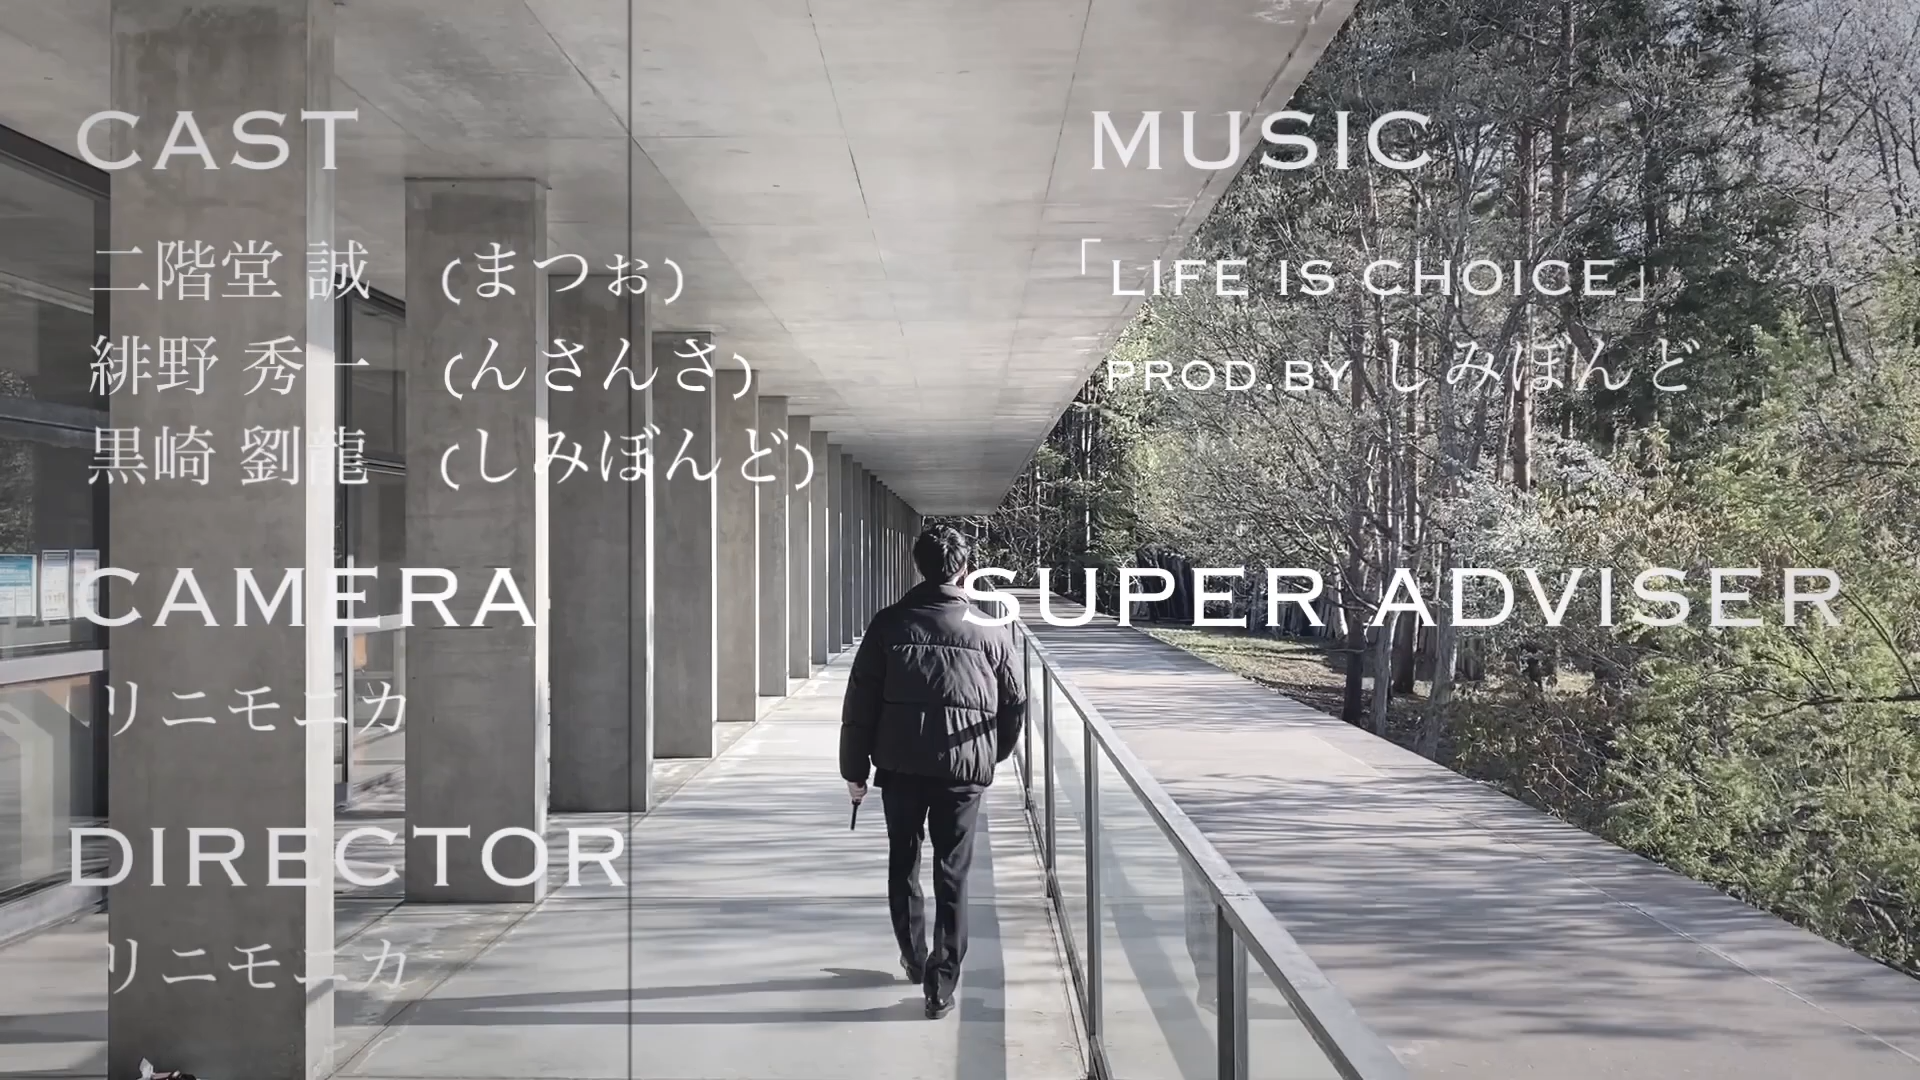 CAST
二階堂 誠 (まつぉ)
緋野 秀一 (んさんさ)
黒崎 劉龍 (しみぼんど)
CAMERA
リニモニカ
DIRECTOR
リニモニカ
MUSIC
「LIFE IS CHOICE」
PROD.BY しみぼんど
SUPER ADVISER